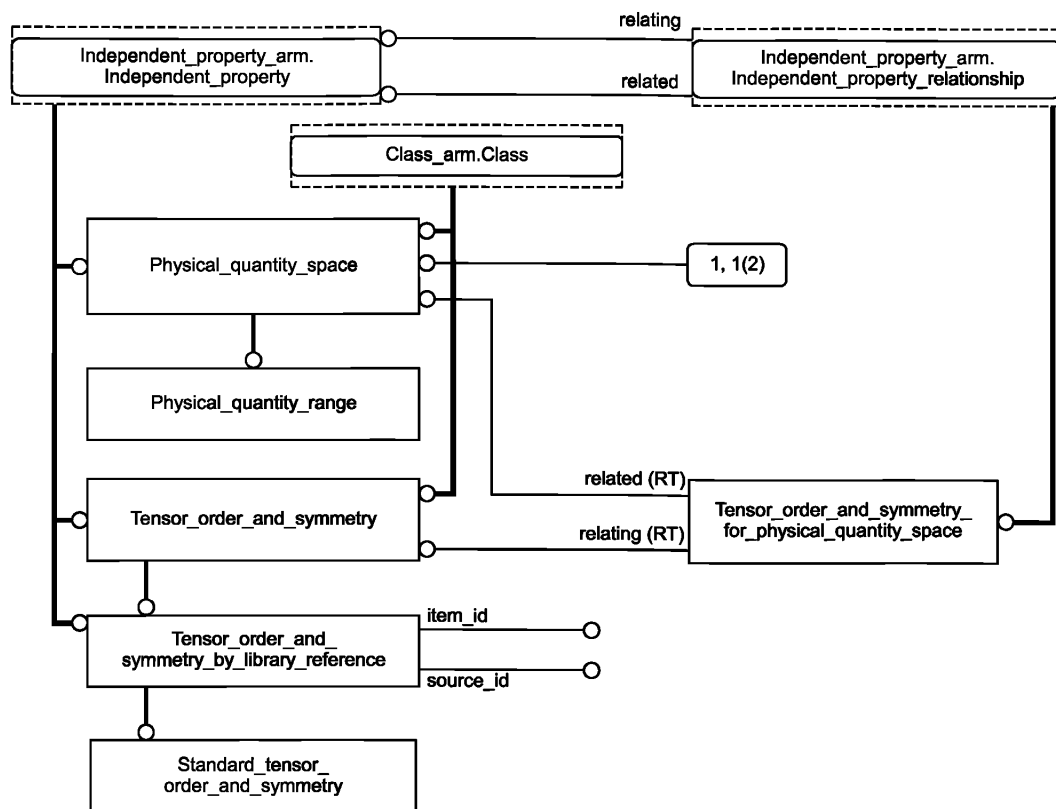 relating
Independent_property_arm.
Independent_property
Independent_property_arm.
Independent_property_relationship
related
Class_arm.Class
Physical_quantity_space
1, 1(2)
Physical_quantity_range
related (RT)
Tensor_order_and_symmetry
Tensor_order_and_symmetry_
for_physical_quantity_space
relating (RT)
item_id
Tensor_order_and_
symmetry_by_library_reference
source_id
Standard_tensor_
order_and_symmetry